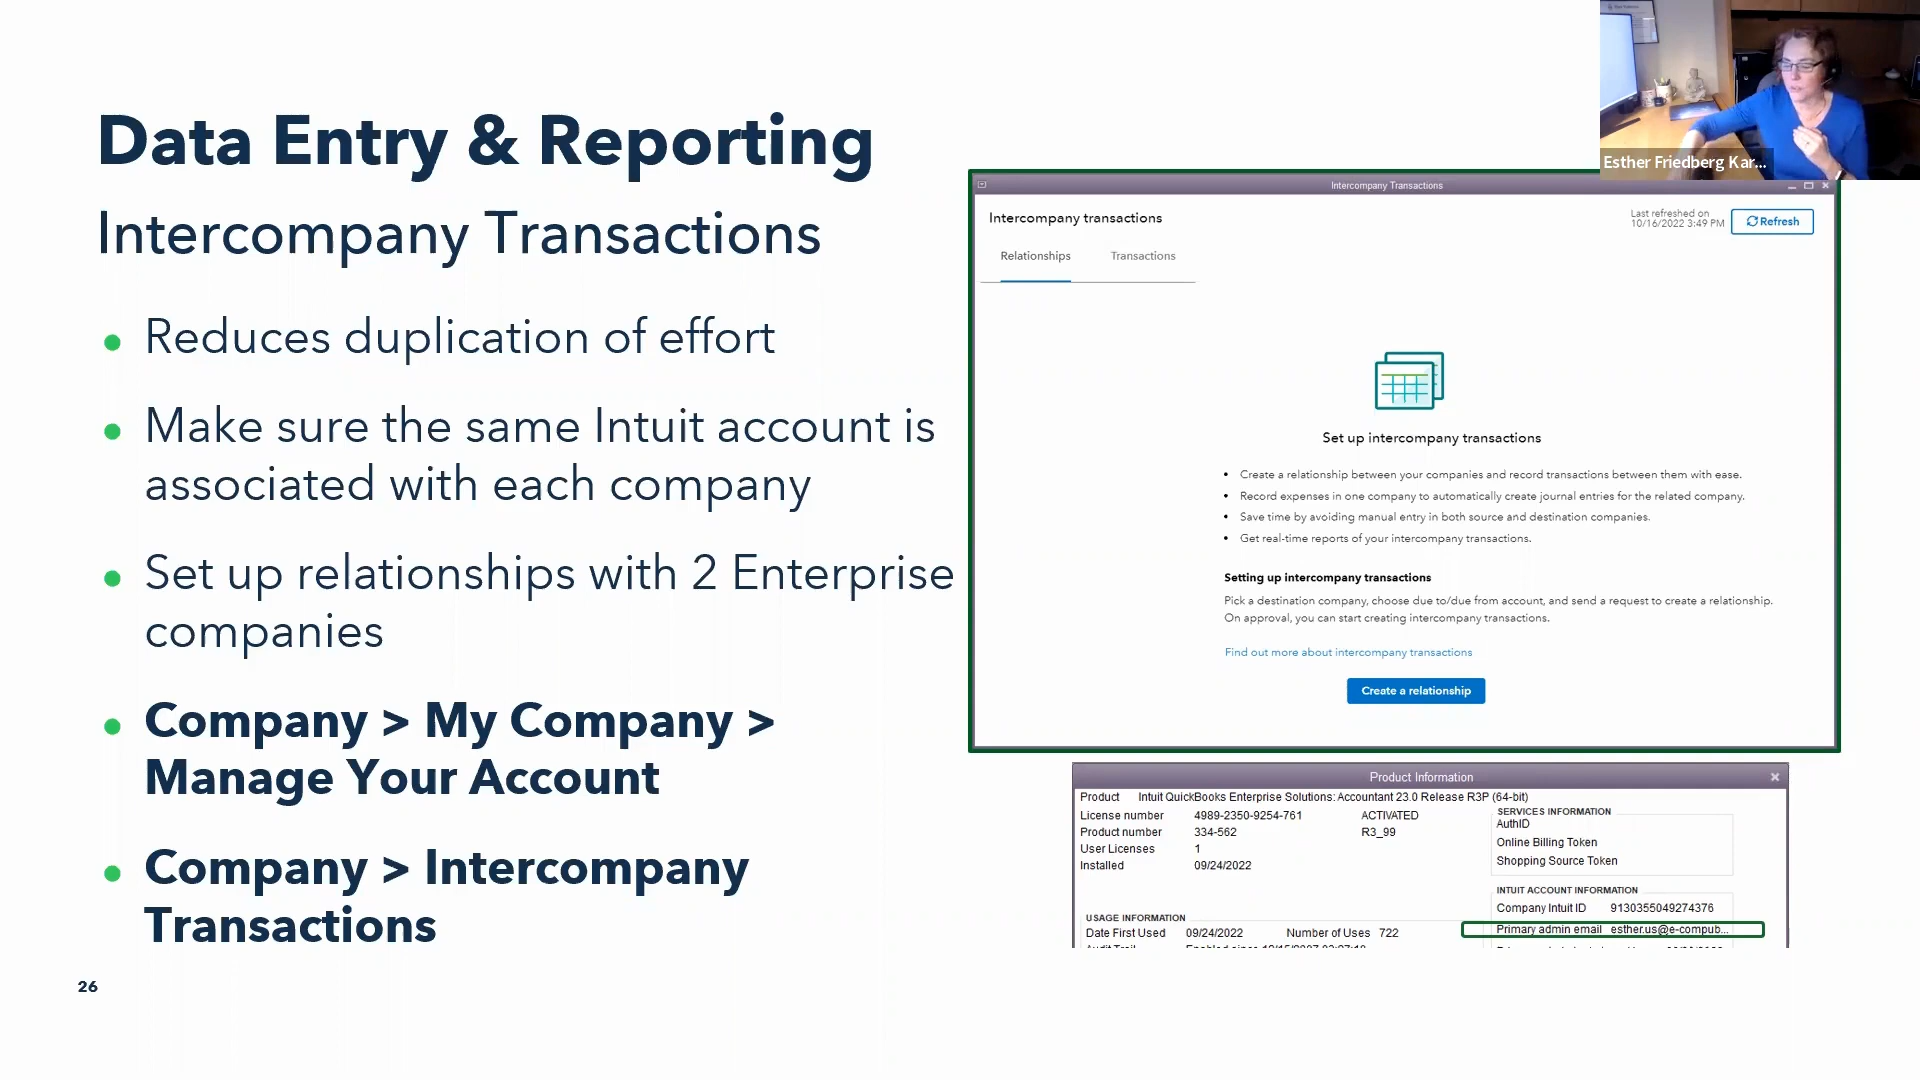 Data Entry & Reporting
Intercompany Transactions
Reduces duplication of effort
Make sure the same Intuit account is
associated with each company
Set up relationships with 2 Enterprise
companies
Company > My Company >
Manage Your Account
Company > Intercompany
Transactions
26
Esther Friedberg Kar...
Intercompany Transactions
Intercompany transactions
Last refreshed on
10/16/2022 3:49 PM
Refresh
Relationships Transactions
Set up intercompany transactions
Create a relationship between your companies and record transactions between them with ease.
Record expenses in one company to automatically create journal entries for the related company.
Save time by avoiding manual entry in both source and destination companies.
Get real-time reports of your intercompany transactions.
Setting up intercompany transactions
Pick a destination company, choose due to/due from account, and send a request to create a relationship.
On approval, you can start creating intercompany transactions.
Find out more about intercompany transactions
Create a relationship
Product Information
Product Intuit QuickBooks Enterprise Solutions: Accountant 23.0 Release R3P (64-bit)
License number 4989-2350-9254-761 ACTIVATED
Product number 334-562 R3_99
User Licenses 1
Installed 09/24/2022
SERVICES INFORMATION
AuthID
Online Billing Token
Shopping Source Token
INTUIT ACCOUNT INFORMATION
Company Intuit ID 9130355049274376
Primary admin email esther.us@e-compub...
USAGE INFORMATION
Date First Used 09/24/2022 Number of Uses 722